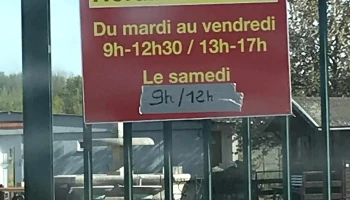 Du mardi au vendredi
9h-12h30 / 13h-17h
Le samedi
9h/12h